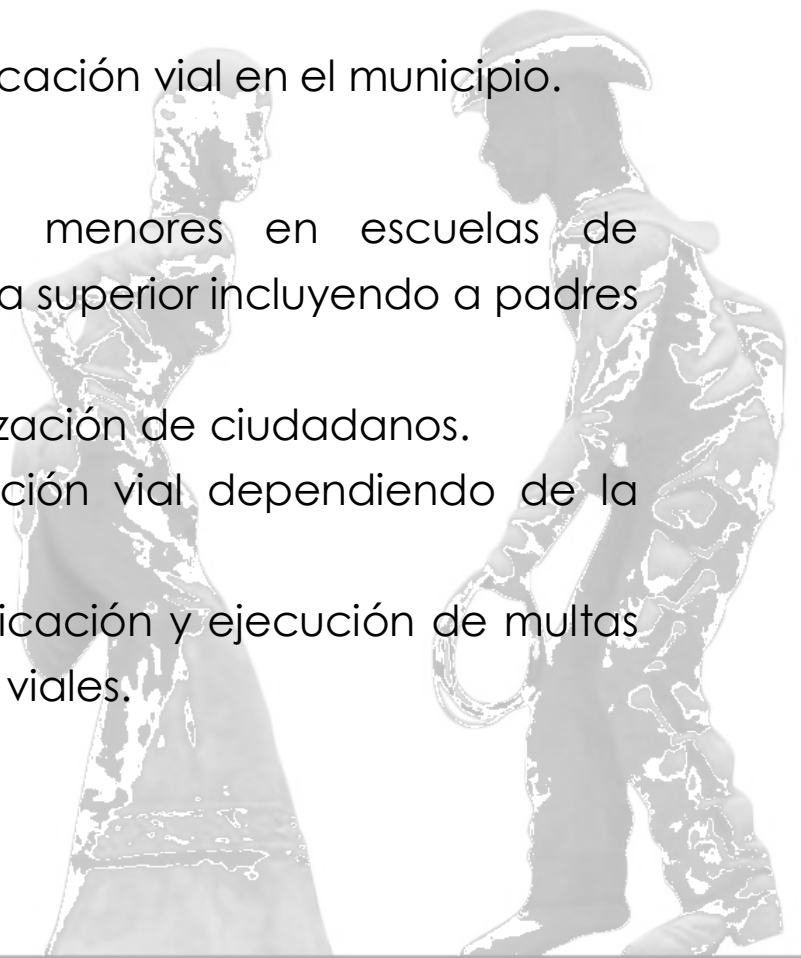 cación vial en el municipio.
menores en escuelas de
a superior incluyendo a padres
zación de ciudadanos.
ción vial dependiendo de la
icación y ejecución de multas
viales.